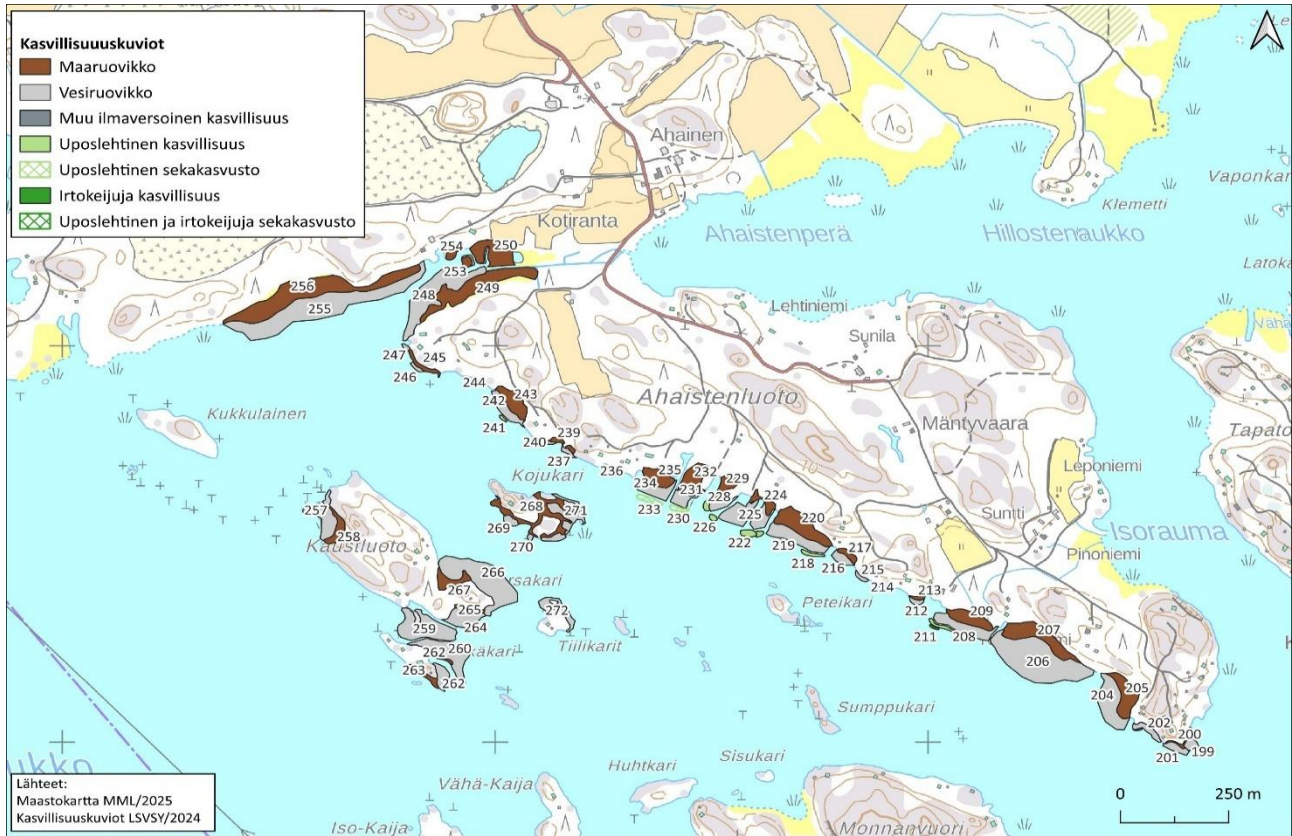 Kasvillisuuskuviot
Maaruovikko
Vesiruovikko
Muu ilmaversoinen kasvillisuus
Uposlehtinen kasvillisuus
Uposlehtinen sekakasvusto
Irtokeijuja kasvillisuus
Uposlehtinen ja irtokeijuja sekakasvusto
Ahainen
Klemetti
Vaponkar
Kotiranta
Ahaistenperä
Hillostenaukko
Latoka
254
250
253
256
255
248
249
Lehtiniemi
Sunila
Vähä
247
245
246
244
243
242
241
Ahaistenluoto
Mäntyvaara
Tapato
Kukkulainen
240
239
237
236
10
Leponiemi
Kojukari
235
232
234
231
229
233
230
228
226
224
225
222
220
Suntti
Isorauma
257
258
Kaustluoto
268
269
271
270
219
218
217
216
215
214
Pinoniemi
266
267
265
264
272
Tiilikarit
Peteikari
213
212
209
211
208
207
206
259
260
262
263
262
204
205
202
200
199
201
Sumppukari
Sisukari
Huhtkari
Vähä-Kaija
Iso-Kaija
Monnanvuori
ukko
Lähteet:
Maastokartta MML/2025
Kasvillisuuskuviot LSVSY/2024
0 250 m